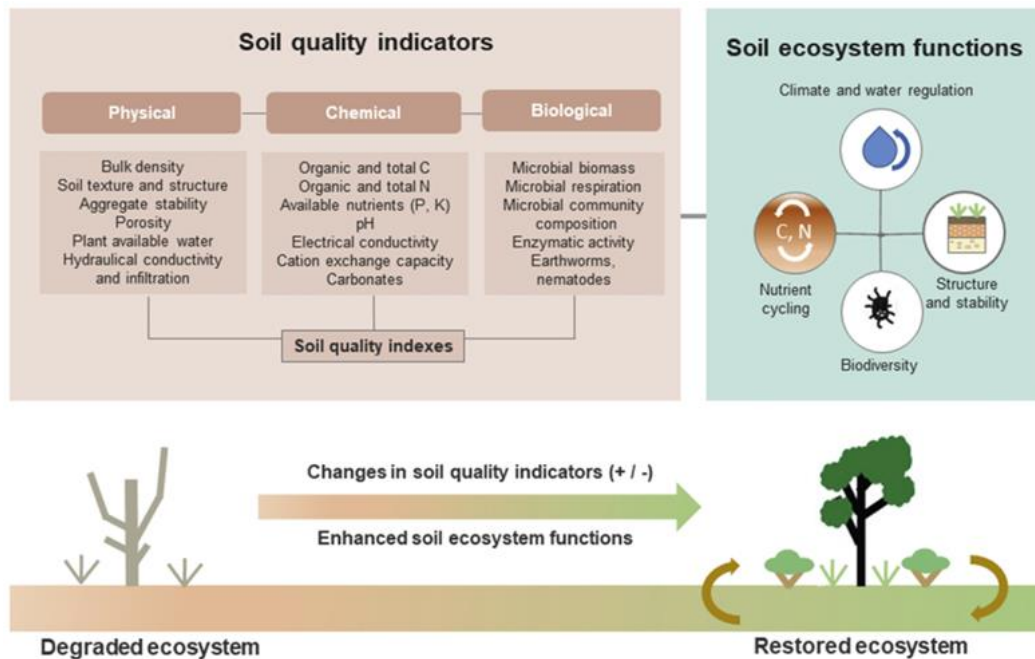 Soil quality indicators
Physical
Chemical
Biological
Bulk density
Soil texture and structure
Aggregate stability
Porosity
Plant available water
Hydraulical conductivity
and infiltration
Organic and total C
Organic and total N
Available nutrients (P, K)
pH
Electrical conductivity
Cation exchange capacity
Carbonates
Microbial biomass
Microbial respiration
Microbial community
composition
Enzymatic activity
Earthworms,
nematodes
Soil quality indexes
Soil ecosystem functions
Climate and water regulation
C, N
Nutrient
cycling
Structure
and stability
Biodiversity
Changes in soil quality indicators (+ / -)
Enhanced soil ecosystem functions
Degraded ecosystem
Restored ecosystem